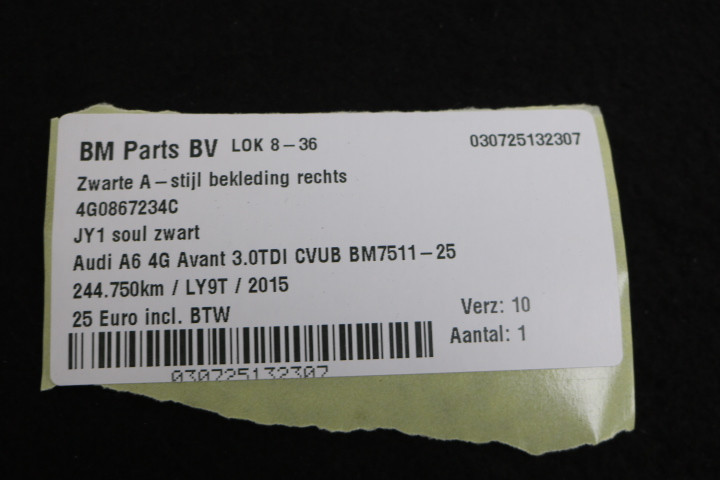 BM Parts BV LOK 8-36 030725132307
Zwarte A-stijl bekleding rechts
4G0867234C
JY1 soul zwart
Audi A6 4G Avant 3.0TDI CVUB BM7511-25
244.750km / LY9T / 2015
25 Euro incl. BTW
Verz: 10
Aantal: 1
030725132307